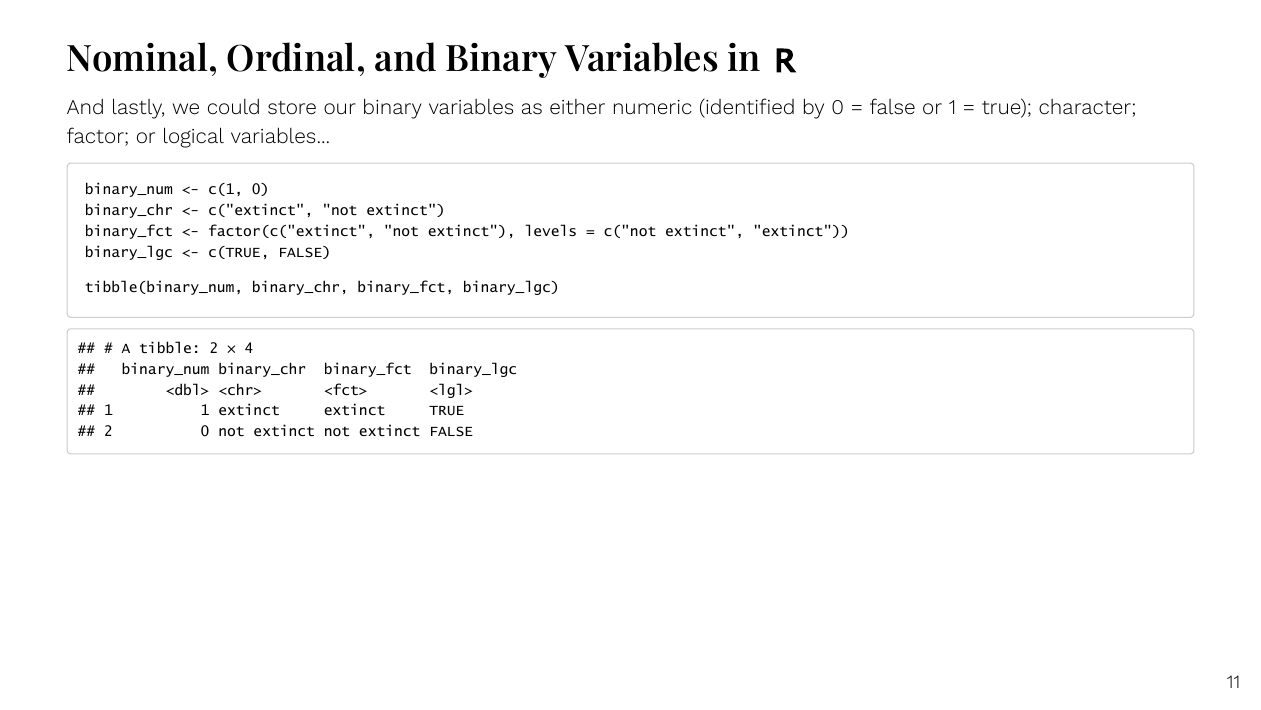 Nominal, Ordinal, and Binary Variables in R
And lastly, we could store our binary variables as either numeric (identified by 0 = false or 1 = true); character;
factor; or logical variables...
binary_num <- c(1, 0)
binary_chr <- c("extinct", "not extinct")
binary_fct <- factor(c("extinct", "not extinct"), levels = c("not extinct", "extinct"))
binary_lgc <- c(TRUE, FALSE)
tibble(binary_num, binary_chr, binary_fct, binary_lgc)
## # A tibble: 2 × 4
##   binary_num binary_chr  binary_fct  binary_lgc
##        <dbl> <chr>       <fct>       <lgl>
## 1          1 extinct     extinct     TRUE
## 2          0 not extinct not extinct FALSE
11